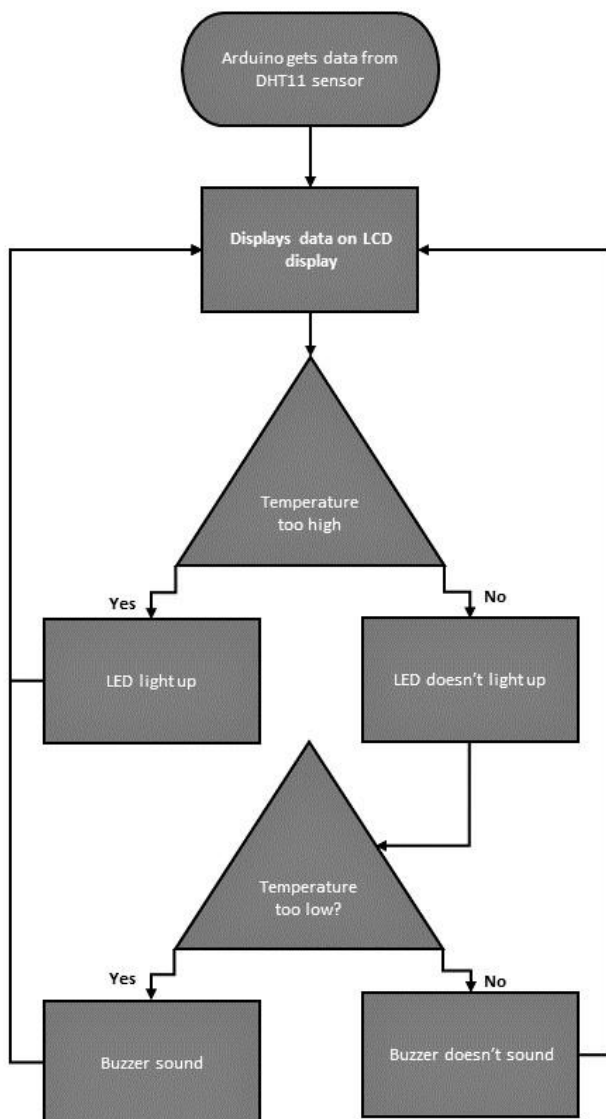 Arduino gets data from
DHT11 sensor
Displays data on LCD
display
Temperature
too high
Yes
No
LED light up
LED doesn't light up
Temperature
too low?
Yes
No
Buzzer sound
Buzzer doesn't sound